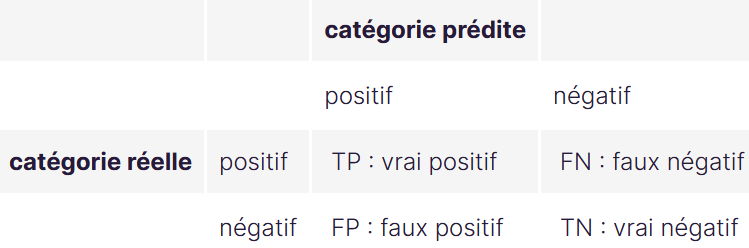 catégorie prédite
positif négatif
catégorie réelle positif TP : vrai positif FN : faux négatif
négatif FP : faux positif TN : vrai négatif